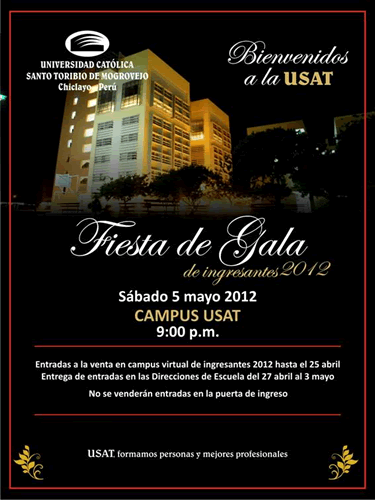 UNIVERSIDAD CATÓLICA
SANTO TORIBIO DE MOGROVEJO
Chiclayo - Perú
Bienvenidos
a la USAT
Fiesta de Gala
de ingresantes 2012
Sábado 5 mayo 2012
CAMPUS USAT
9:00 p.m.
Entradas a la venta en campus virtual de ingresantes 2012 hasta el 25 abril
Entrega de entradas en las Direcciones de Escuela del 27 abril al 3 mayo
No se venderán entradas en la puerta de ingreso
USAT, formamos personas y mejores profesionales